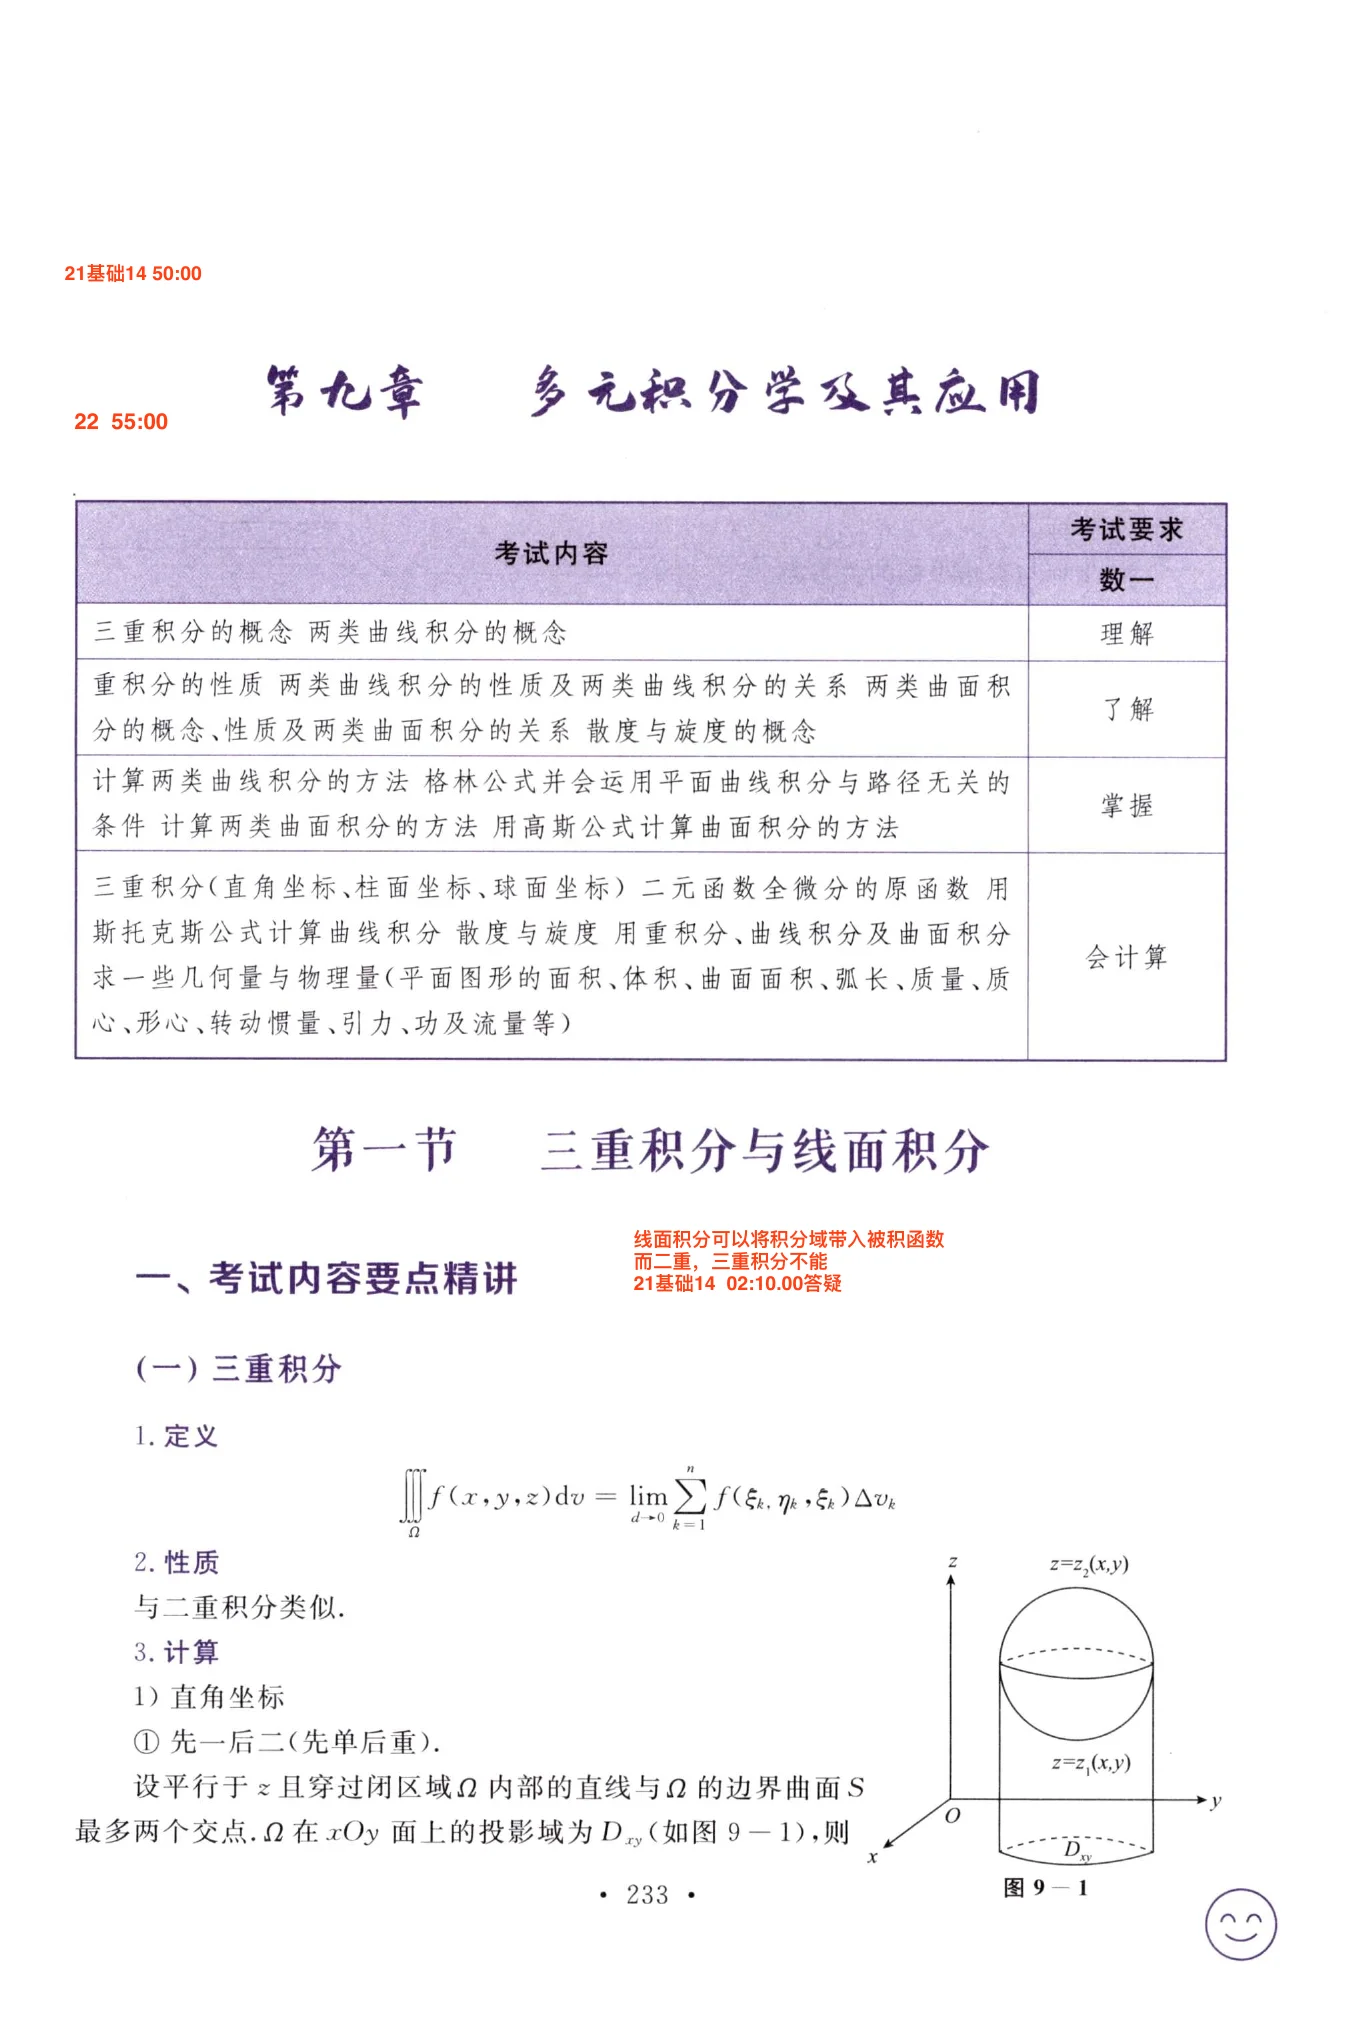 21基础14 50:00
第九章 多元积分学及其应用
22 55:00
考试内容
考试要求
数一
三重积分的概念 两类曲线积分的概念
理解
重积分的性质 两类曲线积分的性质及两类曲线积分的关系 两类曲面积
分的概念、性质及两类曲面积分的关系 散度与旋度的概念
了解
计算两类曲线积分的方法 格林公式并会运用平面曲线积分与路径无关的
条件 计算两类曲面积分的方法 用高斯公式计算曲面积分的方法
掌握
三重积分(直角坐标、柱面坐标、球面坐标) 二元函数全微分的原函数 用
斯托克斯公式计算曲线积分 散度与旋度 用重积分、曲线积分及曲面积分
求一些几何量与物理量(平面图形的面积、体积、曲面面积、弧长、质量、质
心、形心、转动惯量、引力、功及流量等)
会计算
第一节 三重积分与线面积分
线面积分可以将积分域带入被积函数
而二重，三重积分不能
21基础14 02:10.00答疑
一、考试内容要点精讲
(一) 三重积分
1. 定义
∭_Ω f(x,y,z)dv = lim_{d→0} ∑_{k=1}^{n} f(ξ_k, η_k, ξ_k)Δv_k
2. 性质
与二重积分类似.
3. 计算
1) 直角坐标
① 先一后二(先单后重).
设平行于 z 且穿过闭区域Ω 内部的直线与Ω 的边界曲面 S
最多两个交点.Ω 在 xOy 面上的投影域为 D_{xy}(如图 9－1),则
z
z=z_2(x,y)
z=z_1(x,y)
O
y
x
D_{xy}
图 9－1
· 233 ·